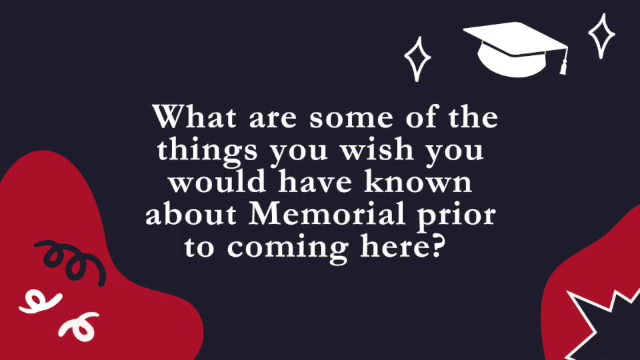 What are some of the
things you wish you
would have known
about Memorial prior
to coming here?